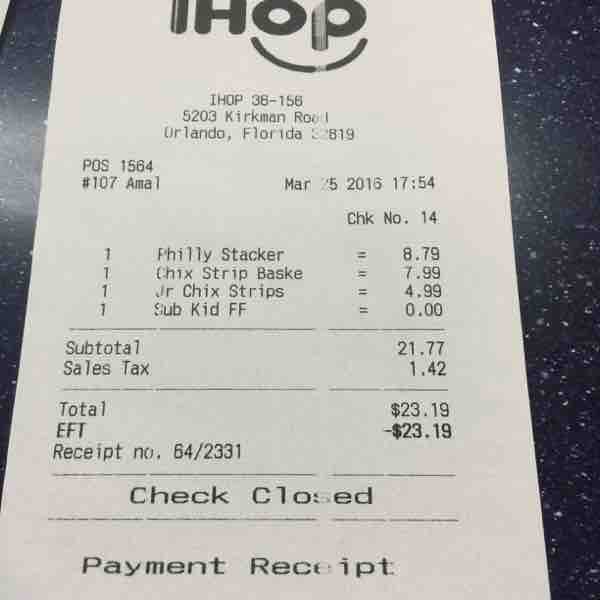 IHOP
IHOP 36-156
5203 Kirkman Road
Orlando, Florida 32819
POS 1564
#107 Amal Mar 25 2016 17:54
Chk No. 14
1 Philly Stacker = 8.79
1 Chix Strip Baske = 7.99
1 Jr Chix Strips = 4.99
1 Sub Kid FF = 0.00
Subtotal 21.77
Sales Tax 1.42
Total $23.19
EFT -$23.19
Receipt no. 64/2331
Check Closed
Payment Receipt